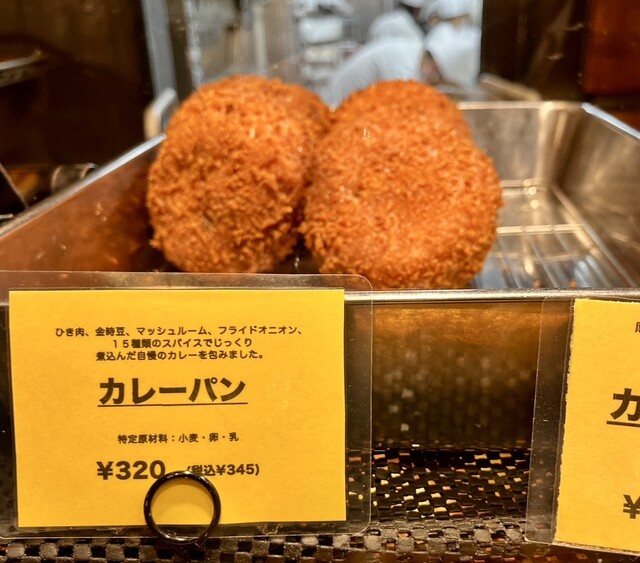 ひき肉、金時豆、マッシュルーム、フライドオニオン、
15種類のスパイスでじっくり
煮込んだ自慢のカレーを包みました。
カレーパン
特定原材料：小麦・卵・乳
¥320 (税込¥345)
カ
¥